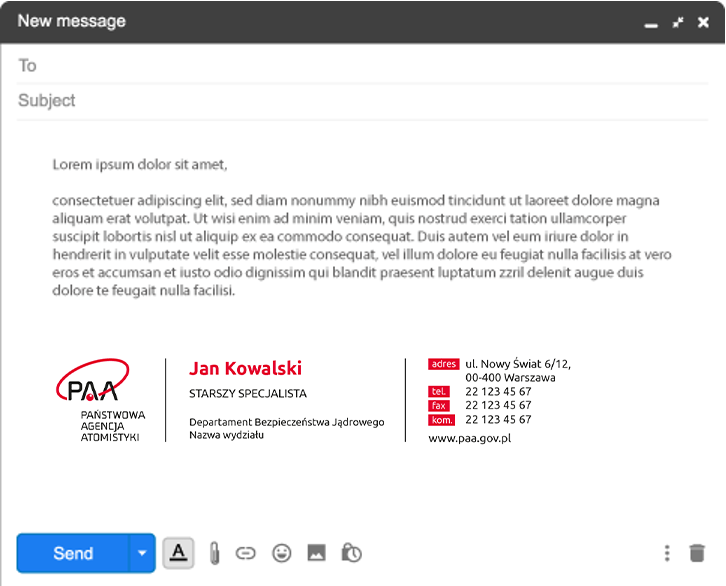 New message
To
Subject
Lorem ipsum dolor sit amet,
consectetuer adipiscing elit, sed diam nonummy nibh euismod tincidunt ut laoreet dolore magna
aliquam erat volutpat. Ut wisi enim ad minim veniam, quis nostrud exerci tation ullamcorper
suscipit lobortis nisl ut aliquip ex ea commodo consequat. Duis autem vel eum iriure dolor in
hendrerit in vulputate velit esse molestie consequat, vel illum dolore eu feugiat nulla facilisis at vero
eros et accumsan et iusto odio dignissim qui blandit praesent luptatum zzril delenit augue duis
dolore te feugait nulla facilisi.
PAA
PAŃSTWOWA
AGENCJA
ATOMISTYKI
Jan Kowalski
STARSZY SPECJALISTA
Departament Bezpieczeństwa Jądrowego
Nazwa wydziału
adres ul. Nowy Świat 6/12,
00-400 Warszawa
tel. 22 123 45 67
fax 22 123 45 67
kom. 22 123 45 67
www.paa.gov.pl
Send
A